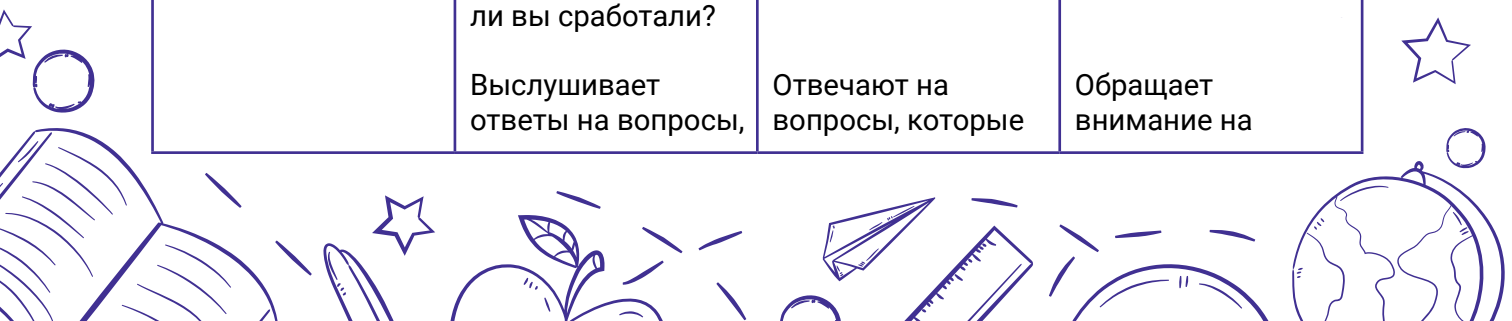 ли вы сработали?
Выслушивает
ответы на вопросы,
Отвечают на
вопросы, которые
Обращает
внимание на